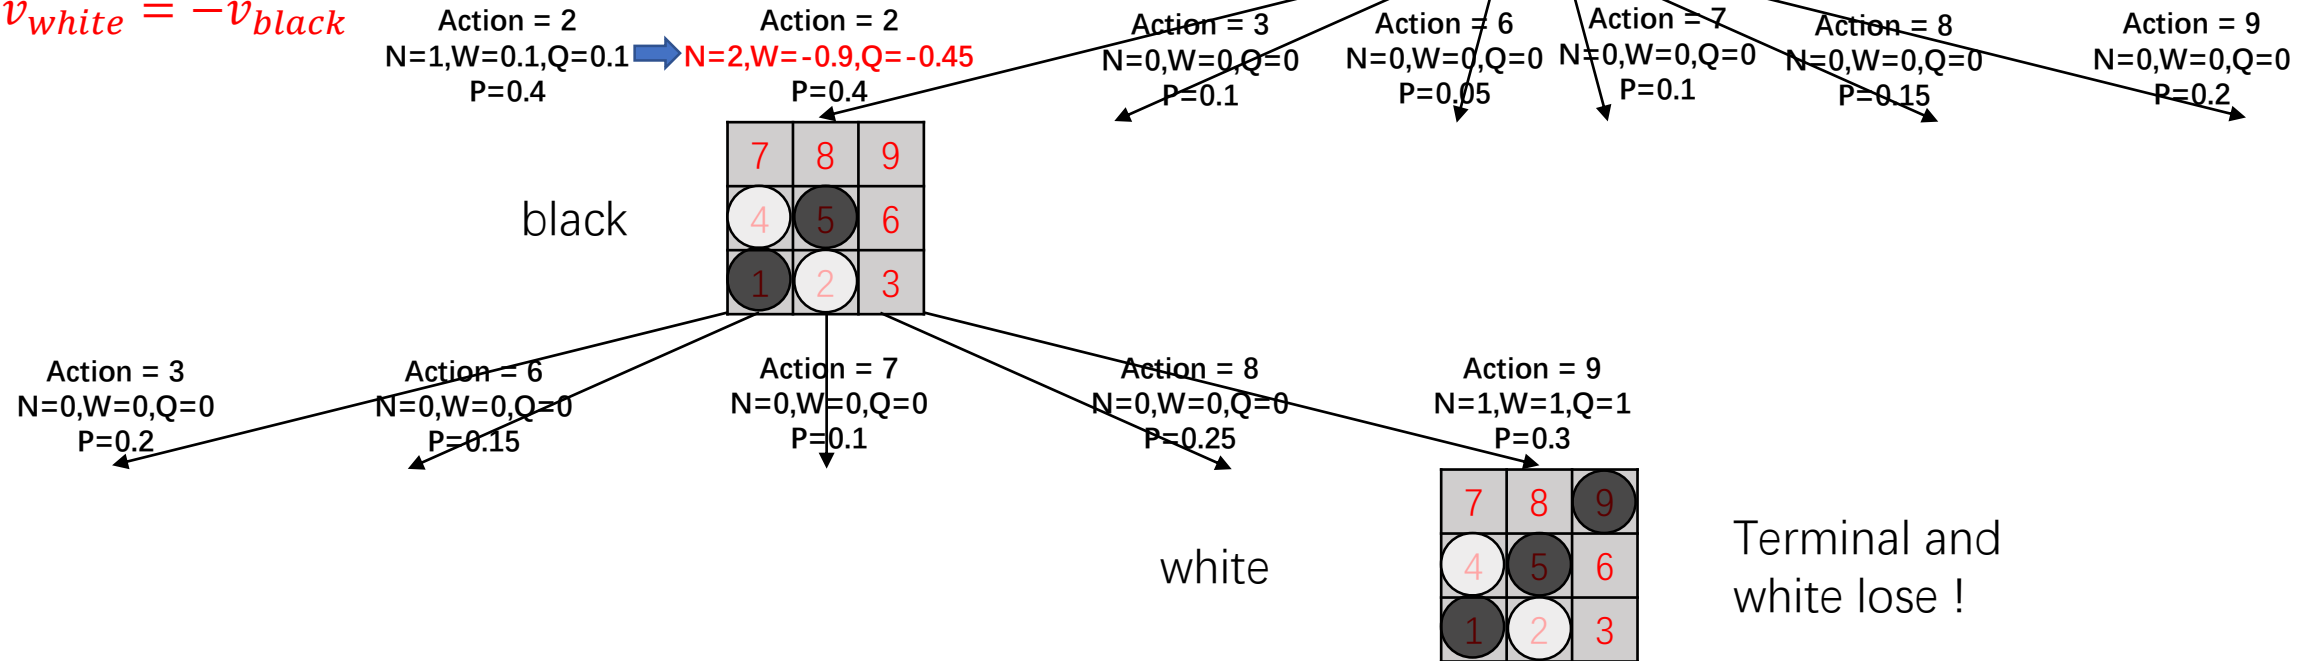 v_white = −v_black
Action = 2
N=1,W=0.1,Q=0.1
P=0.4
Action = 2
N=2,W=-0.9,Q=-0.45
P=0.4
Action = 3
N=0,W=0,Q=0
P=0.1
Action = 6
N=0,W=0,Q=0
P=0.05
Action = 7
N=0,W=0,Q=0
P=0.1
Action = 8
N=0,W=0,Q=0
P=0.15
Action = 9
N=0,W=0,Q=0
P=0.2
black
7 8 9
4 5 6
1 2 3
Action = 3
N=0,W=0,Q=0
P=0.2
Action = 6
N=0,W=0,Q=0
P=0.15
Action = 7
N=0,W=0,Q=0
P=0.1
Action = 8
N=0,W=0,Q=0
P=0.25
Action = 9
N=1,W=1,Q=1
P=0.3
white
7 8 9
4 5 6
1 2 3
Terminal and
white lose !